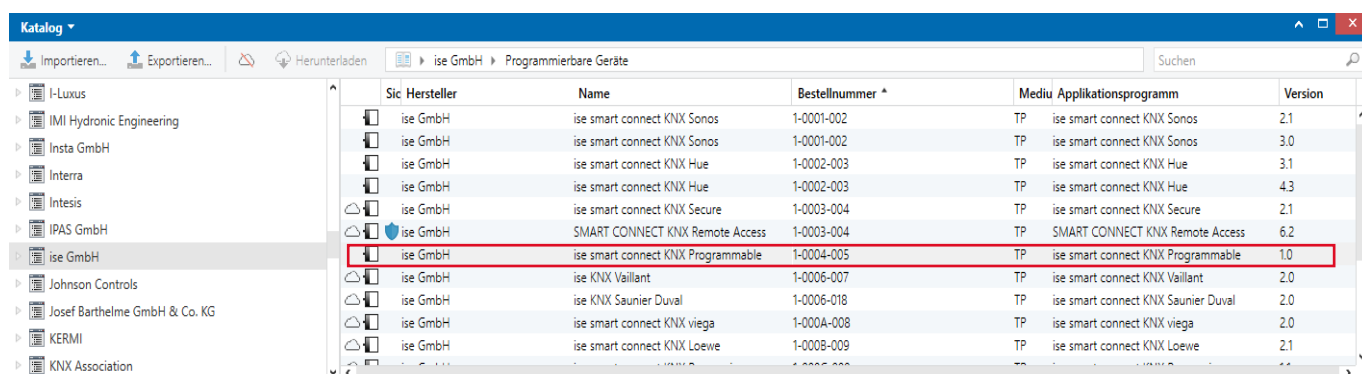 Katalog
Importieren... Exportieren... Herunterladen ise GmbH Programmierbare Geräte Suchen
I-Luxus
IMI Hydronic Engineering
Insta GmbH
Interra
Intesis
IPAS GmbH
ise GmbH
Johnson Controls
Josef Barthelme GmbH & Co. KG
KERMI
KNX Association
Sic Hersteller Name Bestellnummer Mediu Applikationsprogramm Version
ise GmbH ise smart connect KNX Sonos 1-0001-002 TP ise smart connect KNX Sonos 2.1
ise GmbH ise smart connect KNX Sonos 1-0001-002 TP ise smart connect KNX Sonos 3.0
ise GmbH ise smart connect KNX Hue 1-0002-003 TP ise smart connect KNX Hue 3.1
ise GmbH ise smart connect KNX Hue 1-0002-003 TP ise smart connect KNX Hue 4.3
ise GmbH ise smart connect KNX Secure 1-0003-004 TP ise smart connect KNX Secure 2.1
ise GmbH SMART CONNECT KNX Remote Access 1-0003-004 TP SMART CONNECT KNX Remote Access 6.2
ise GmbH ise smart connect KNX Programmable 1-0004-005 TP ise smart connect KNX Programmable 1.0
ise GmbH ise KNX Vaillant 1-0006-007 TP ise smart connect KNX Vaillant 2.0
ise GmbH ise KNX Saunier Duval 1-0006-018 TP ise smart connect KNX Saunier Duval 2.0
ise GmbH ise smart connect KNX viega 1-000A-008 TP ise smart connect KNX viega 2.0
ise GmbH ise smart connect KNX Loewe 1-000B-009 TP ise smart connect KNX Loewe 2.1